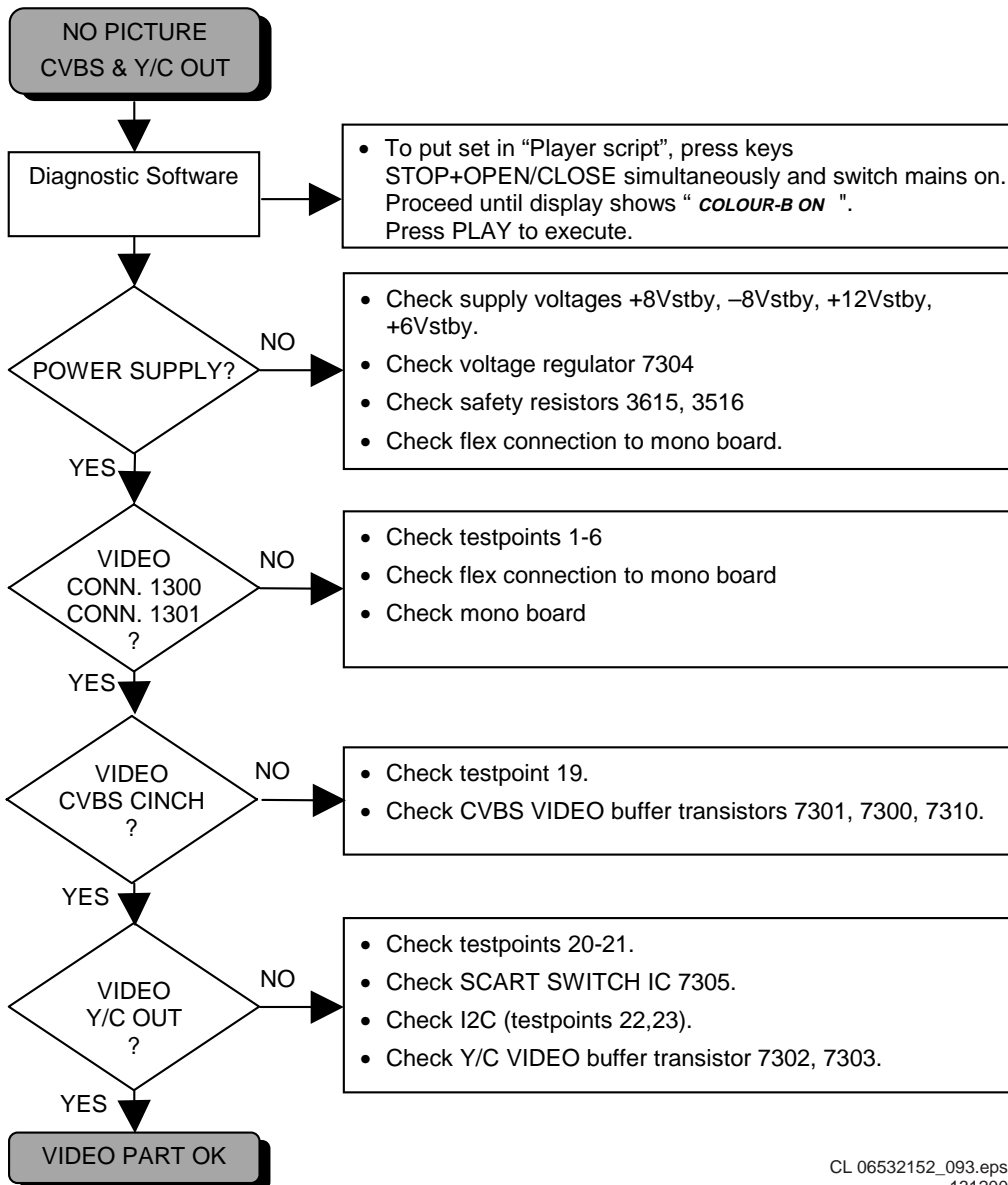 NO PICTURE
CVBS & Y/C OUT
Diagnostic Software
• To put set in “Player script”, press keys
STOP+OPEN/CLOSE simultaneously and switch mains on.
Proceed until display shows “ COLOUR-B ON ".
Press PLAY to execute.
POWER SUPPLY?
NO
• Check supply voltages +8Vstby, –8Vstby, +12Vstby,
+6Vstby.
• Check voltage regulator 7304
• Check safety resistors 3615, 3516
• Check flex connection to mono board.
YES
VIDEO
CONN. 1300
CONN. 1301
?
NO
• Check testpoints 1-6
• Check flex connection to mono board
• Check mono board
YES
VIDEO
CVBS CINCH
?
NO
• Check testpoint 19.
• Check CVBS VIDEO buffer transistors 7301, 7300, 7310.
YES
VIDEO
Y/C OUT
?
NO
• Check testpoints 20-21.
• Check SCART SWITCH IC 7305.
• Check I2C (testpoints 22,23).
• Check Y/C VIDEO buffer transistor 7302, 7303.
YES
VIDEO PART OK
CL 06532152_093.eps